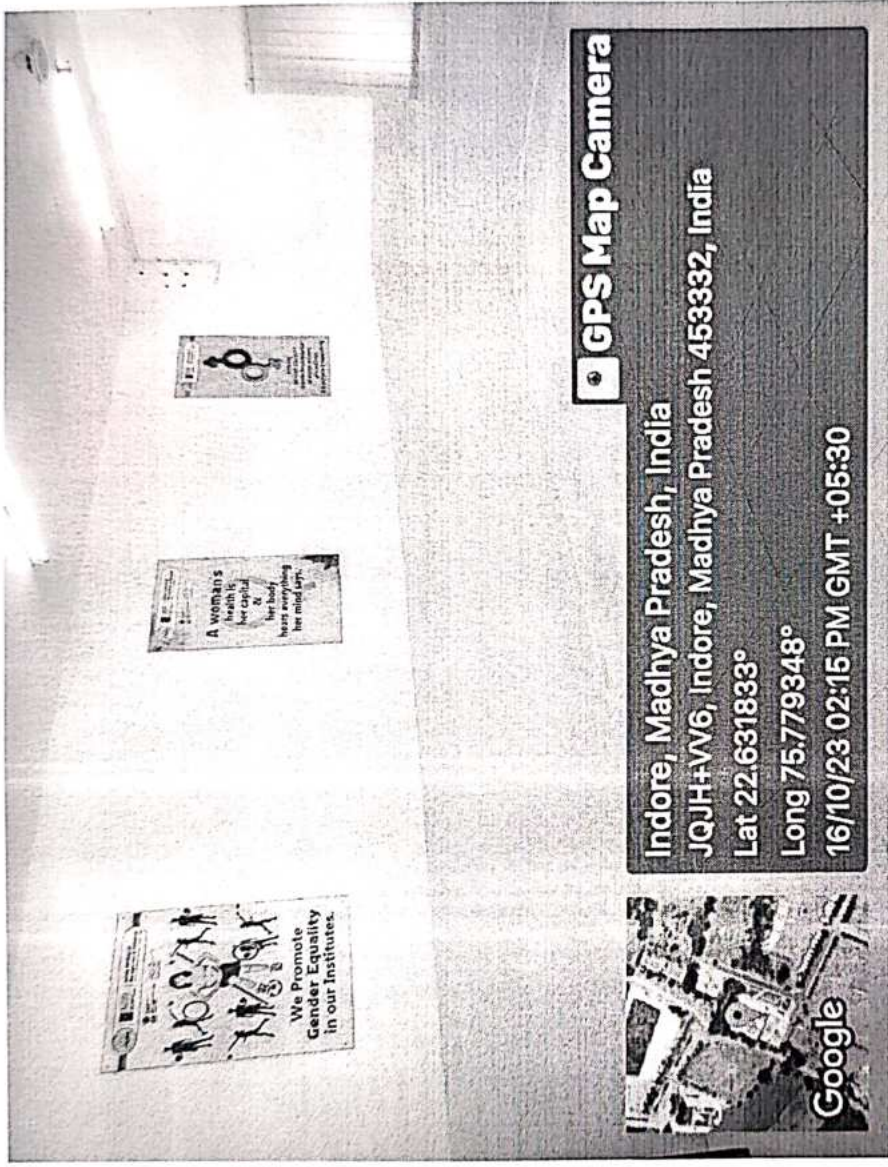 We Promote
Gender Equality
in our Institutes.
A woman's
health is
her capital
&
her body
hears everything
her mind says.
GPS Map Camera
Indore, Madhya Pradesh, India
JQJH+VV6, Indore, Madhya Pradesh 453332, India
Lat 22.631833°
Long 75.779348°
16/10/23 02:15 PM GMT +05:30
Google